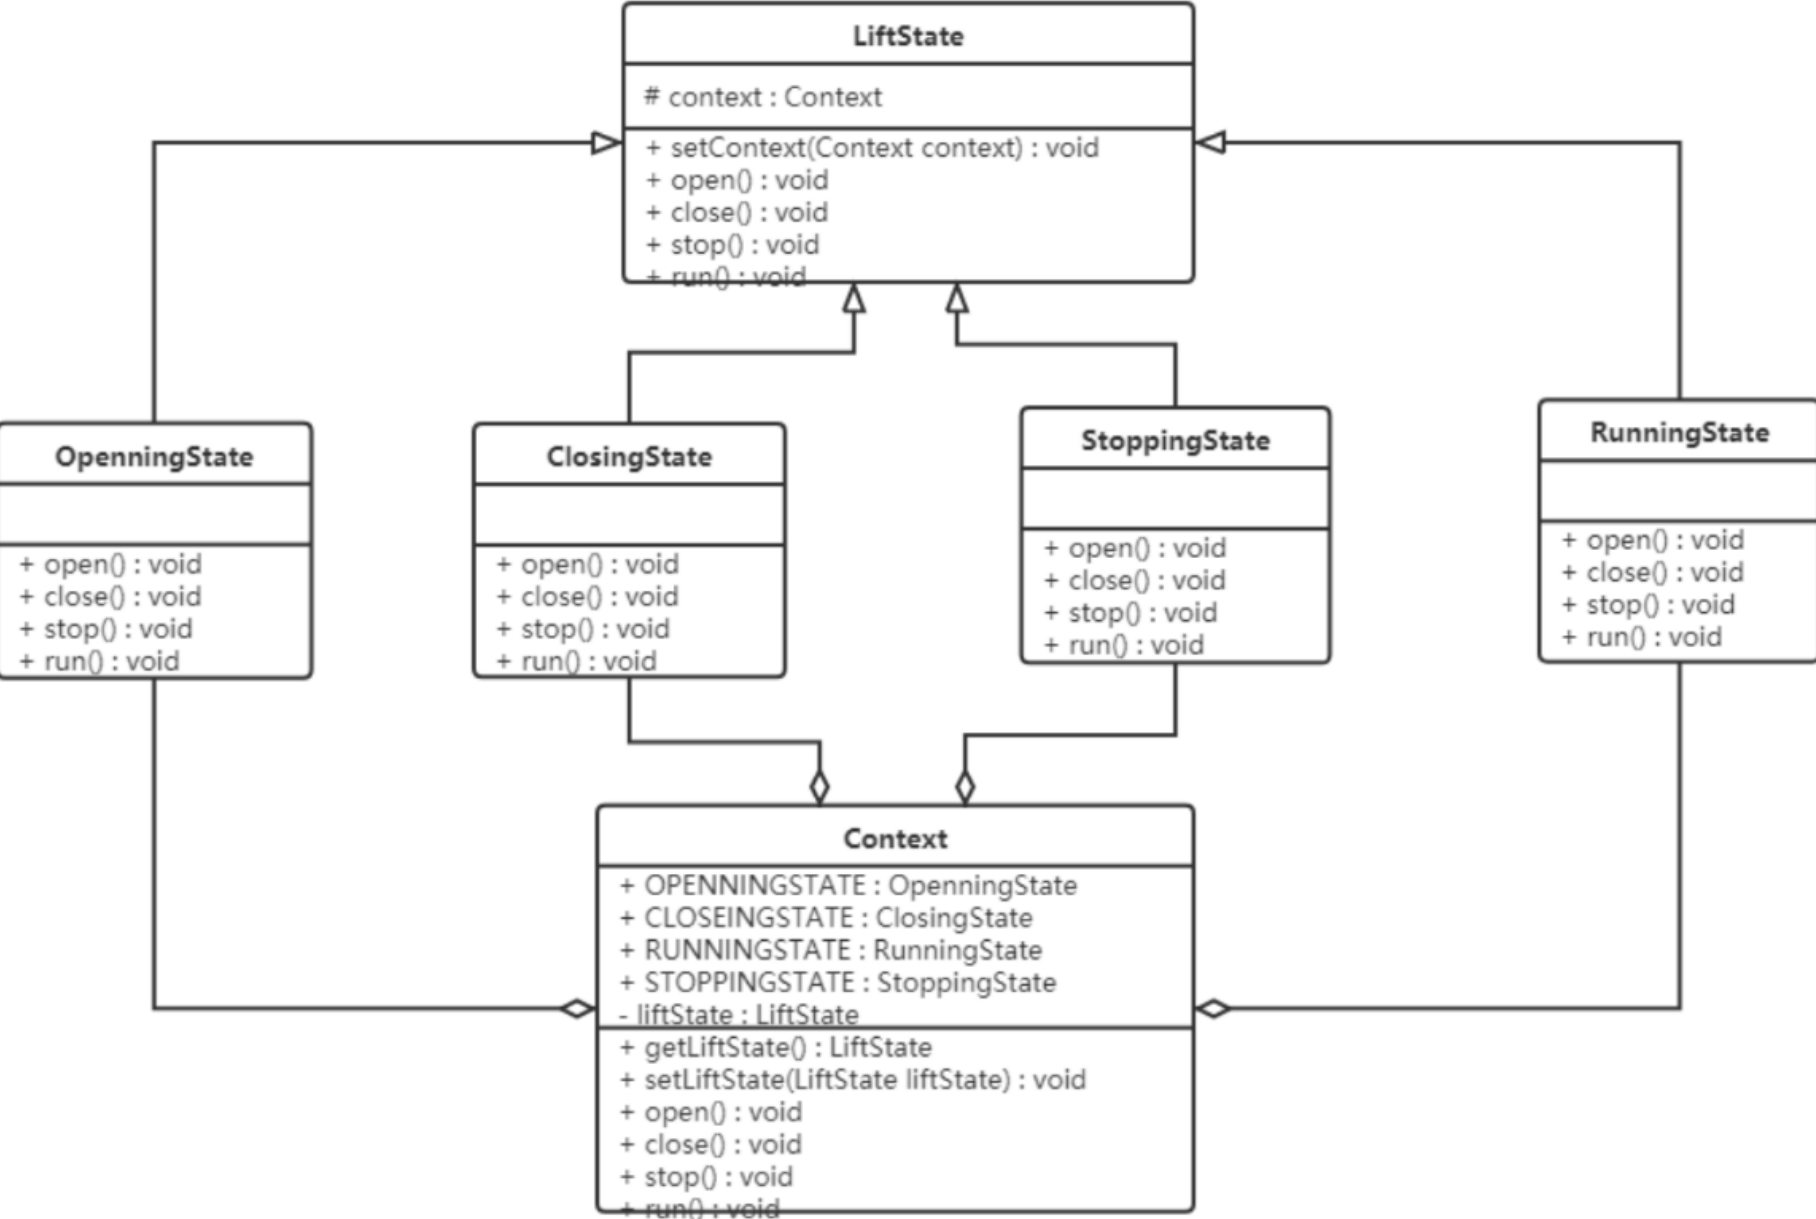 LiftState
# context : Context
+ setContext(Context context) : void
+ open() : void
+ close() : void
+ stop() : void
+ run() : void
OpenningState
+ open() : void
+ close() : void
+ stop() : void
+ run() : void
ClosingState
+ open() : void
+ close() : void
+ stop() : void
+ run() : void
StoppingState
+ open() : void
+ close() : void
+ stop() : void
+ run() : void
RunningState
+ open() : void
+ close() : void
+ stop() : void
+ run() : void
Context
+ OPENNINGSTATE : OpenningState
+ CLOSEINGSTATE : ClosingState
+ RUNNINGSTATE : RunningState
+ STOPPINGSTATE : StoppingState
- liftState : LiftState
+ getLiftState() : LiftState
+ setLiftState(LiftState liftState) : void
+ open() : void
+ close() : void
+ stop() : void
+ run() : void